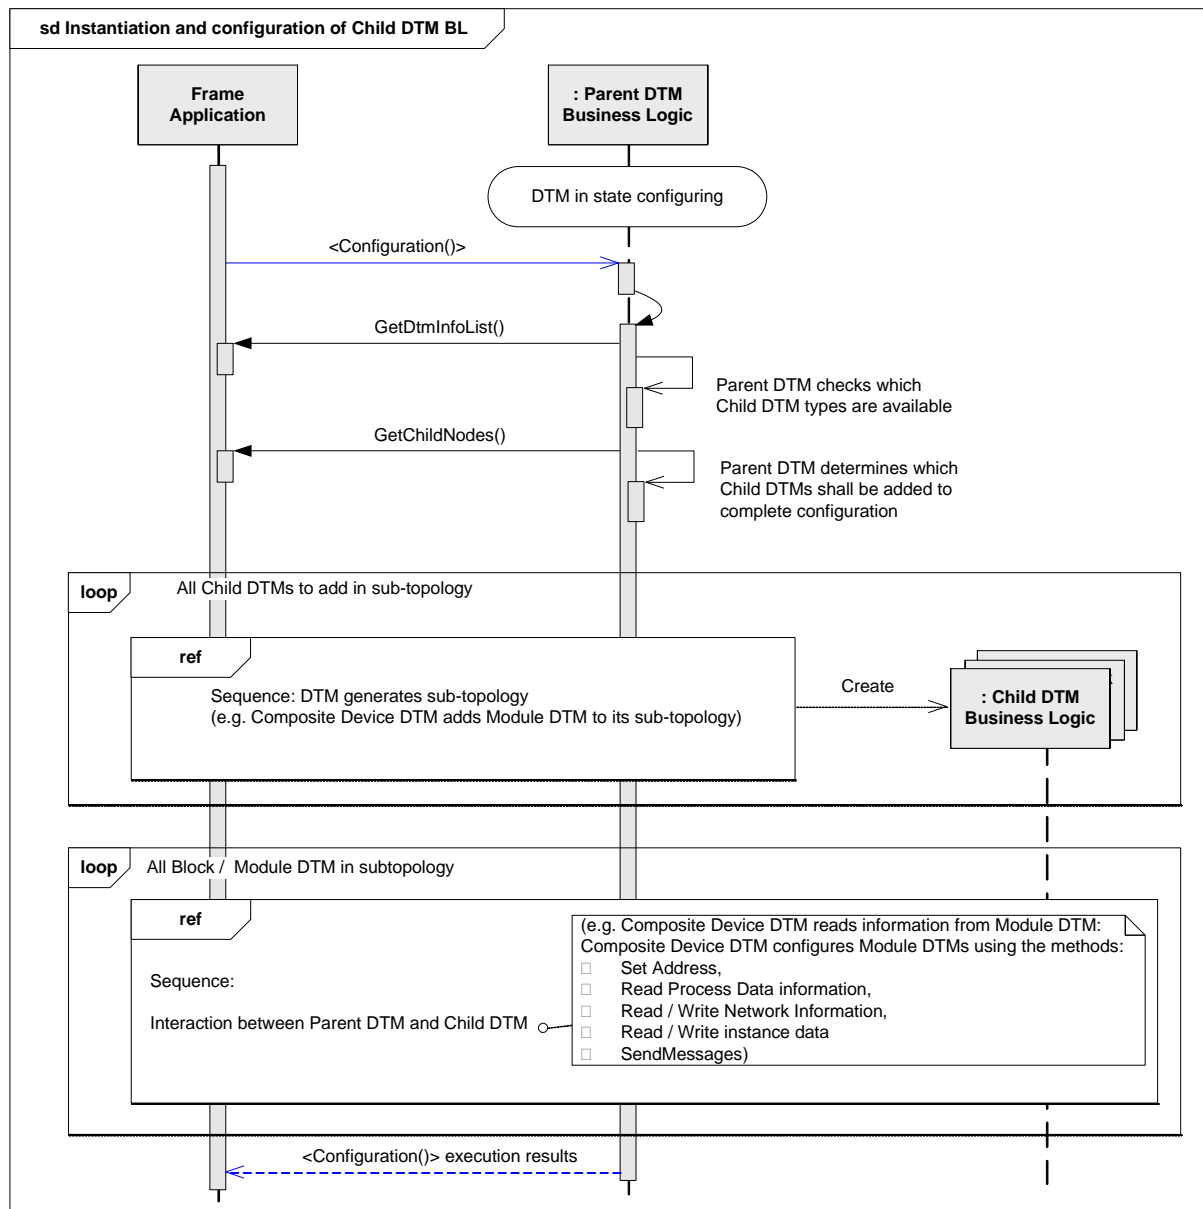 sd Instantiation and configuration of Child DTM BL
Frame
Application
: Parent DTM
Business Logic
DTM in state configuring
<Configuration()>
GetDtmInfoList()
Parent DTM checks which
Child DTM types are available
GetChildNodes()
Parent DTM determines which
Child DTMs shall be added to
complete configuration
loop
All Child DTMs to add in sub-topology
ref
Sequence: DTM generates sub-topology
(e.g. Composite Device DTM adds Module DTM to its sub-topology)
Create
: Child DTM
Business Logic
loop
All Block / Module DTM in subtopology
ref
(e.g. Composite Device DTM reads information from Module DTM:
Composite Device DTM configures Module DTMs using the methods:
Set Address,
Read Process Data information,
Read / Write Network Information,
Read / Write instance data
SendMessages)
Sequence:
Interaction between Parent DTM and Child DTM
<Configuration()> execution results